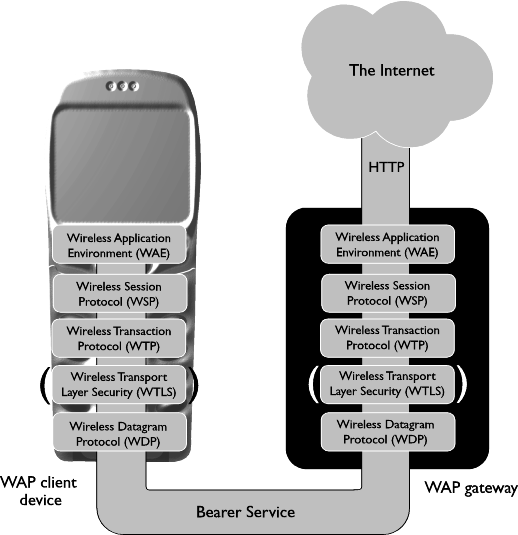 The Internet
HTTP
Wireless Application
Environment (WAE)
Wireless Session
Protocol (WSP)
Wireless Transaction
Protocol (WTP)
Wireless Transport
Layer Security (WTLS)
Wireless Datagram
Protocol (WDP)
WAP client
device
Wireless Application
Environment (WAE)
Wireless Session
Protocol (WSP)
Wireless Transaction
Protocol (WTP)
Wireless Transport
Layer Security (WTLS)
Wireless Datagram
Protocol (WDP)
WAP gateway
Bearer Service